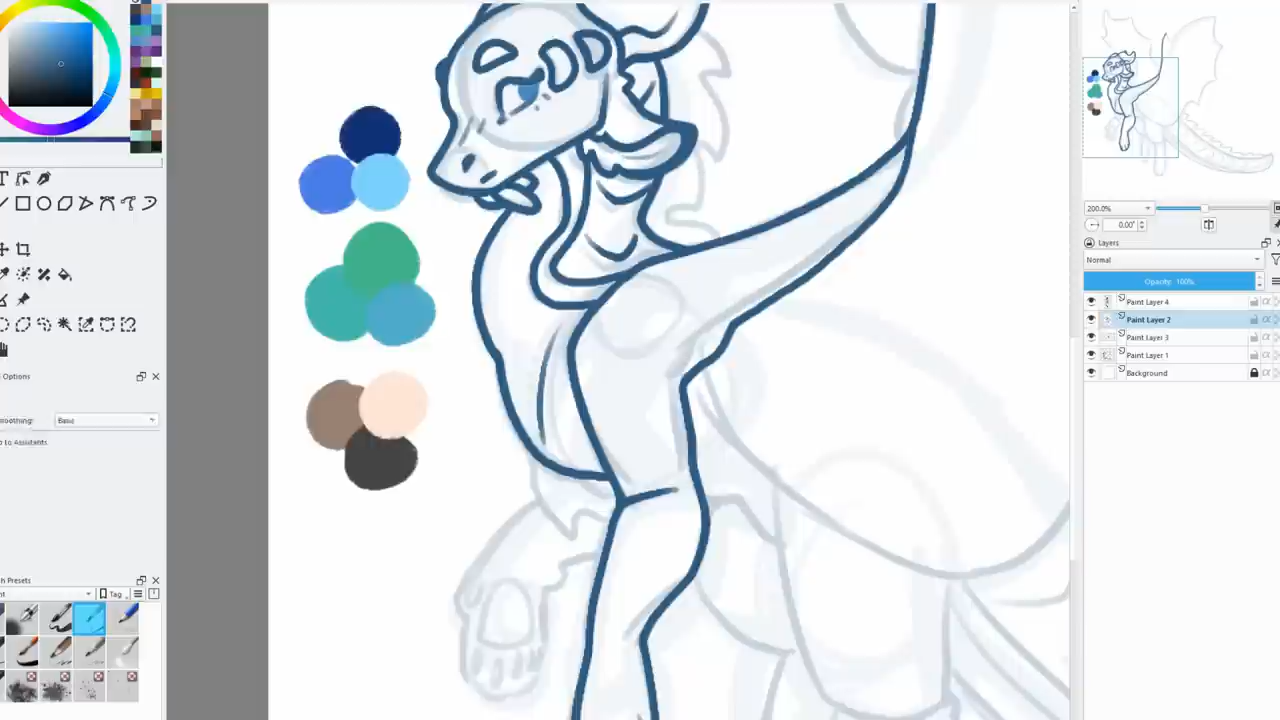 200.0%
0.00°
Layers
Normal
Opacity: 100%
Paint Layer 4
Paint Layer 2
Paint Layer 3
Paint Layer 1
Background
Options
moothing:
Basic
to Assistants
Presets
Tag